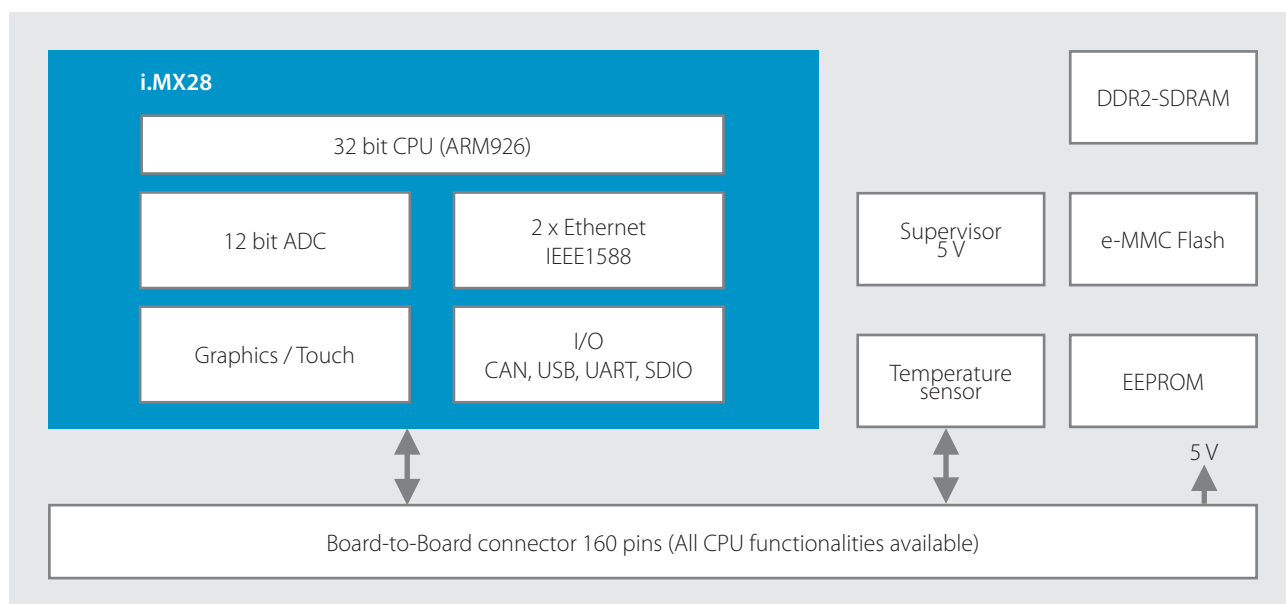 i.MX28
32 bit CPU (ARM926)
12 bit ADC
2 x Ethernet
IEEE1588
Graphics / Touch
I/O
CAN, USB, UART, SDIO
DDR2-SDRAM
Supervisor
5 V
e-MMC Flash
Temperature
sensor
EEPROM
5 V
Board-to-Board connector 160 pins (All CPU functionalities available)